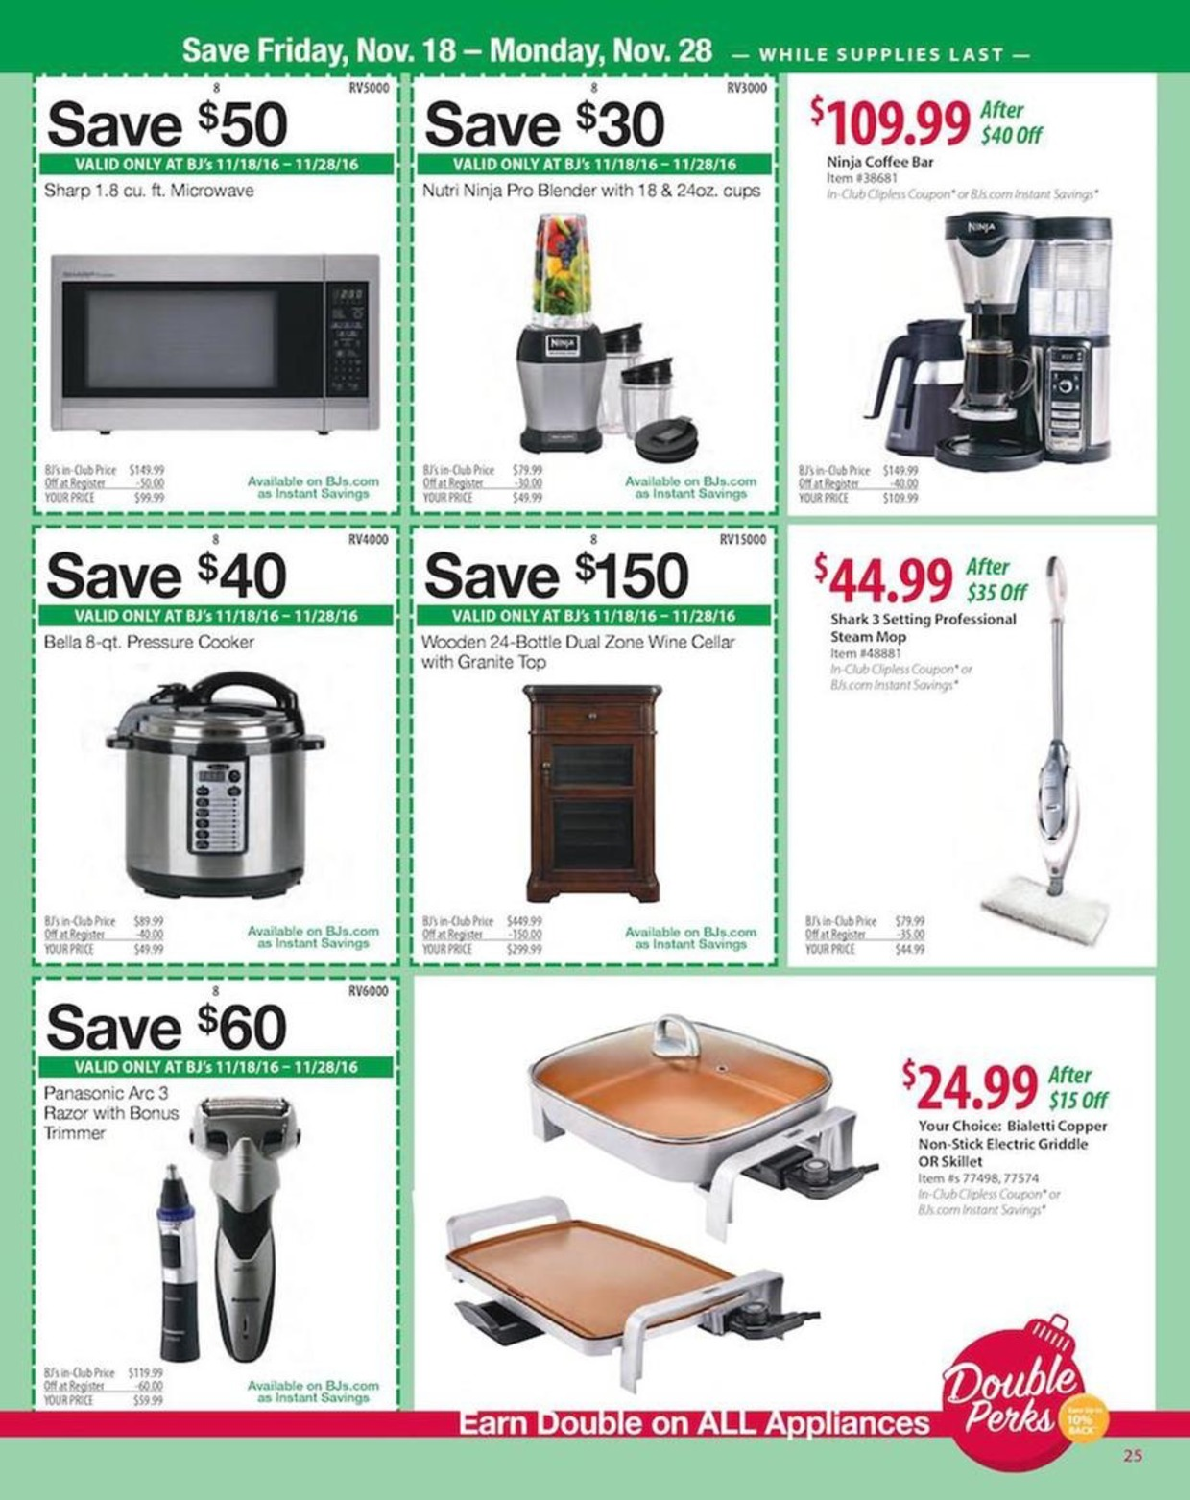 Save Friday, Nov. 18 – Monday, Nov. 28 — WHILE SUPPLIES LAST —
8 RV5000
Save $50
VALID ONLY AT BJ's 11/18/16 – 11/28/16
Sharp 1.8 cu. ft. Microwave
BJ's in-Club Price $149.99
Off at Register -50.00
YOUR PRICE $99.99
Available on BJs.com
as Instant Savings
8 RV3000
Save $30
VALID ONLY AT BJ's 11/18/16 – 11/28/16
Nutri Ninja Pro Blender with 18 & 24oz. cups
NINJA
BJ's in-Club Price $79.99
Off at Register -30.00
YOUR PRICE $49.99
Available on BJs.com
as Instant Savings
$109.99 After
$40 Off
Ninja Coffee Bar
Item #38681
In-Club Clipless Coupon* or BJs.com Instant Savings*
NINJA
BJ's in-Club Price $149.99
Off at Register -40.00
YOUR PRICE $109.99
8 RV4000
Save $40
VALID ONLY AT BJ's 11/18/16 – 11/28/16
Bella 8-qt. Pressure Cooker
BJ's in-Club Price $89.99
Off at Register -40.00
YOUR PRICE $49.99
Available on BJs.com
as Instant Savings
8 RV15000
Save $150
VALID ONLY AT BJ's 11/18/16 – 11/28/16
Wooden 24-Bottle Dual Zone Wine Cellar
with Granite Top
BJ's in-Club Price $449.99
Off at Register -150.00
YOUR PRICE $299.99
Available on BJs.com
as Instant Savings
$44.99 After
$35 Off
Shark 3 Setting Professional
Steam Mop
Item #48881
In-Club Clipless Coupon* or
BJs.com Instant Savings*
BJ's in-Club Price $79.99
Off at Register -35.00
YOUR PRICE $44.99
8 RV6000
Save $60
VALID ONLY AT BJ's 11/18/16 – 11/28/16
Panasonic Arc 3
Razor with Bonus
Trimmer
BJ's in-Club Price $119.99
Off at Register -60.00
YOUR PRICE $59.99
Available on BJs.com
as Instant Savings
$24.99 After
$15 Off
Your Choice: Bialetti Copper
Non-Stick Electric Griddle
OR Skillet
Item #s 77498, 77574
In-Club Clipless Coupon* or
BJs.com Instant Savings*
Earn Double on ALL Appliances
Double
Perks
10%
BACK
25